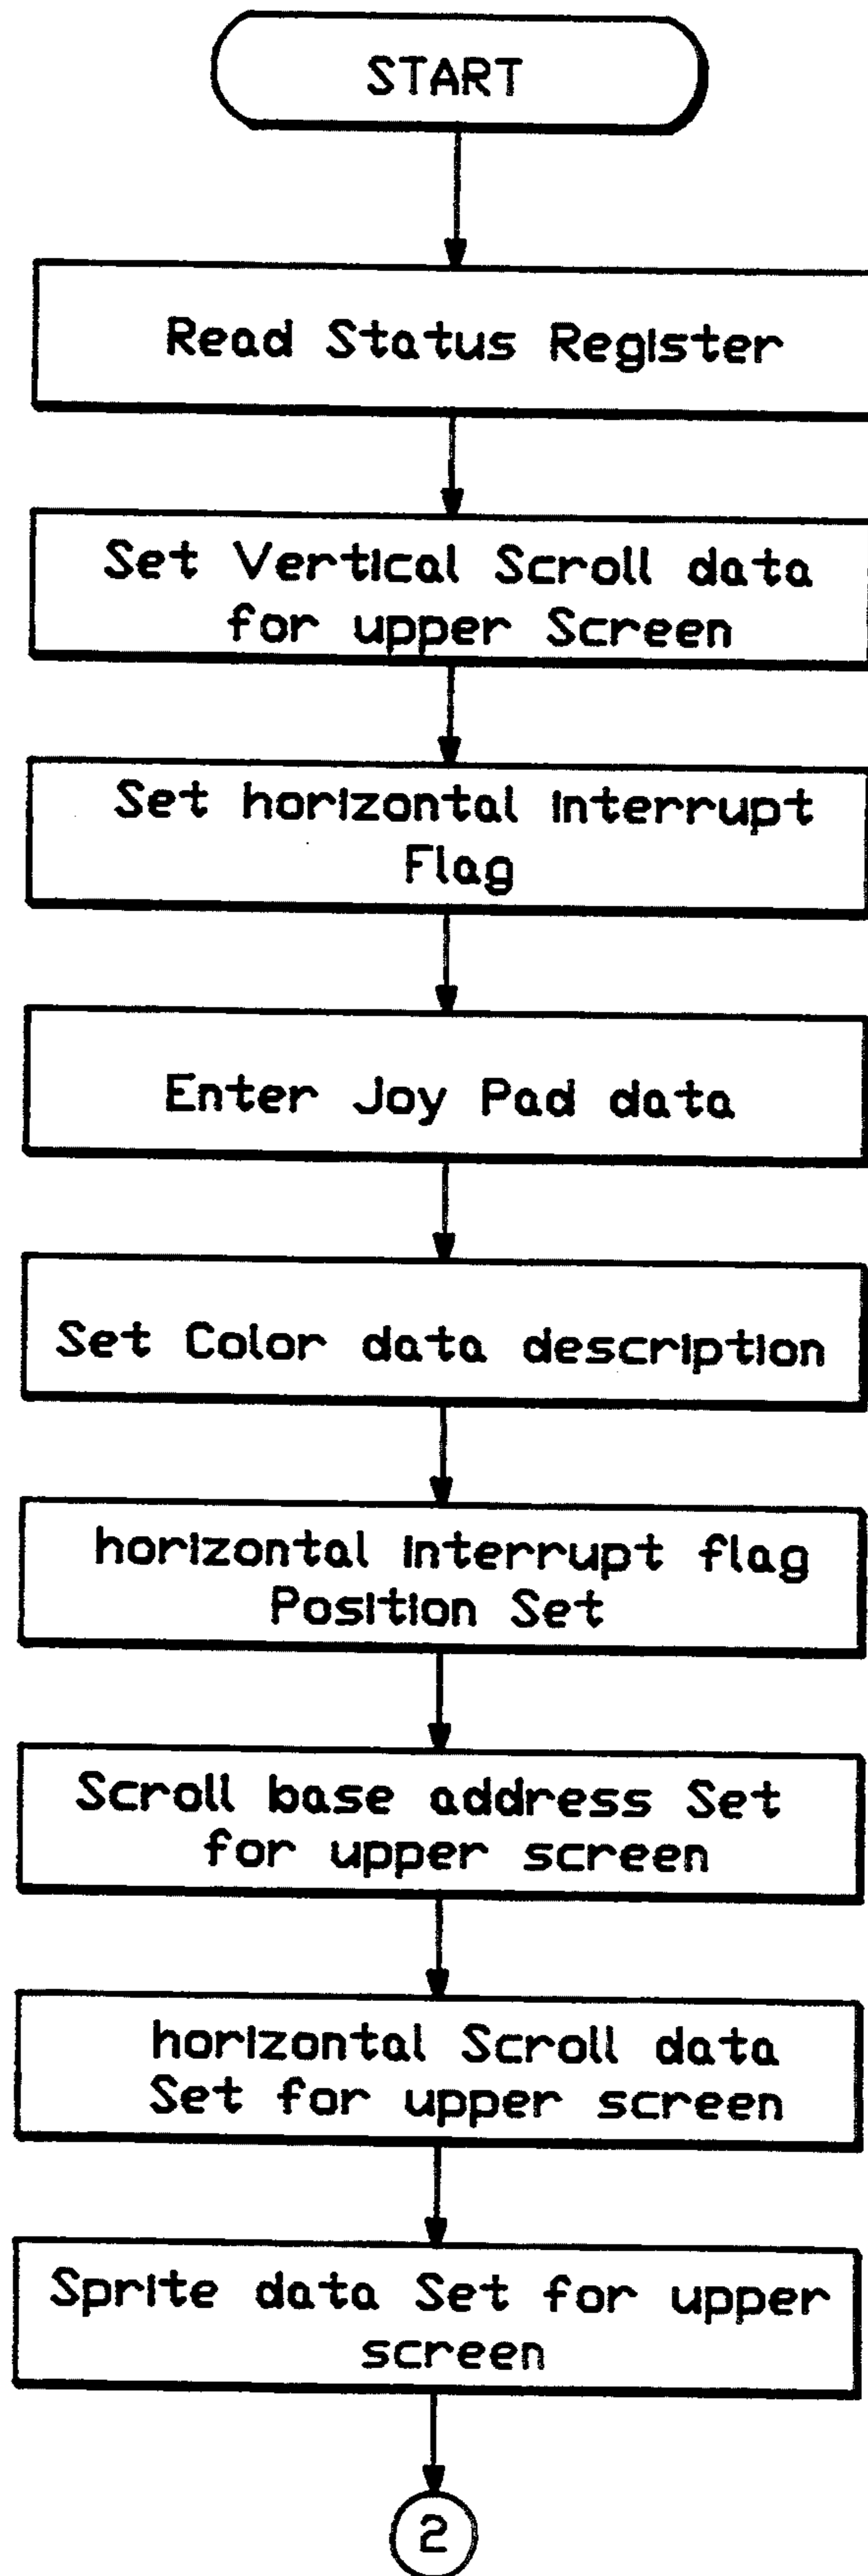 START
Read Status Register
Set Vertical Scroll data
for upper Screen
Set horizontal interrupt
Flag
Enter Joy Pad data
Set Color data description
horizontal interrupt flag
Position Set
Scroll base address Set
for upper screen
horizontal Scroll data
Set for upper screen
Sprite data Set for upper
screen
2